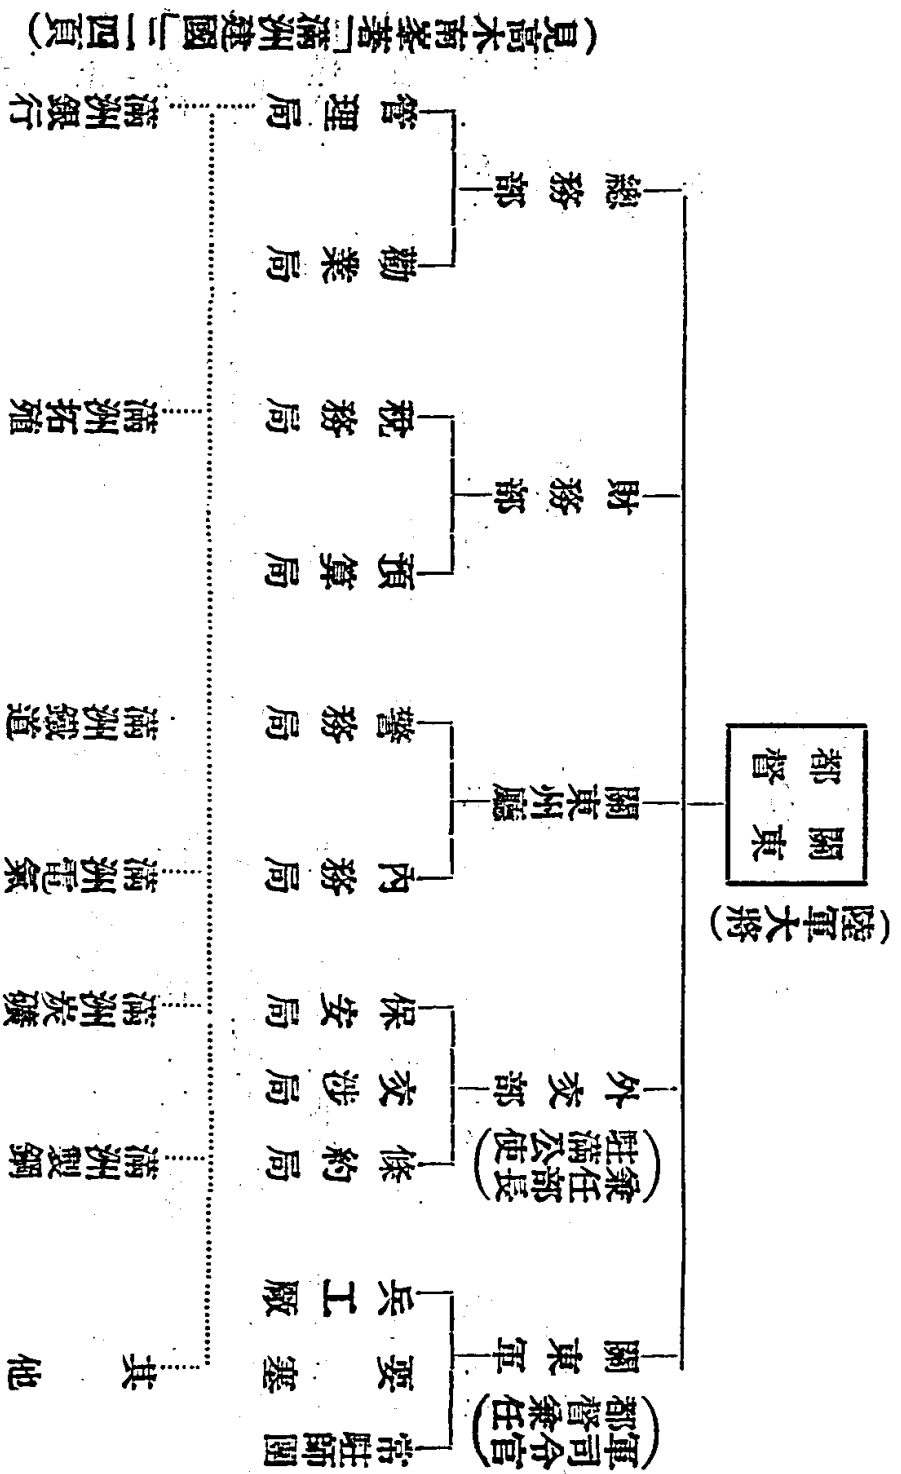 關東
都督
(陸軍大將)
總務部
財務部
關東州廳
外交部
(駐滿公使
兼任部長)
關東軍
(都督兼任
軍司令官)
管理局
勸業局
稅務局
預算局
警務局
內務局
保安局
交涉局
條約局
兵工廠
要塞
常駐師團
滿洲銀行
滿洲拓殖
滿洲鐵道
滿洲電氣
滿洲炭礦
滿洲製鋼
其他
(見高木南峯著「滿洲建國」二一四頁)